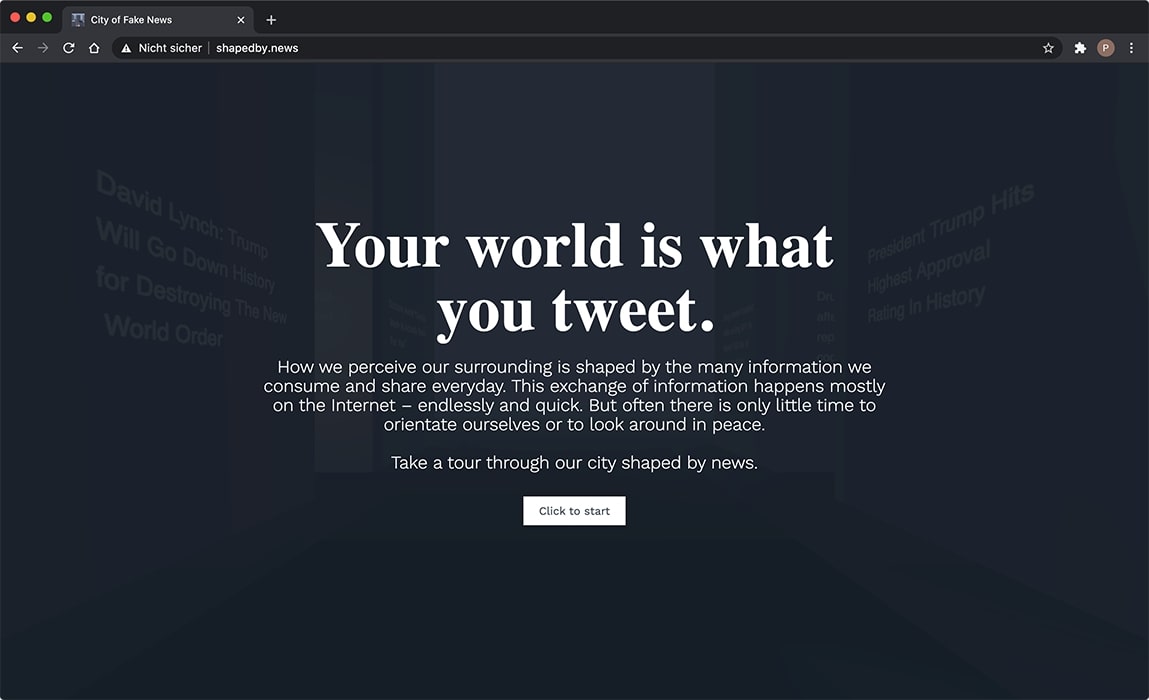 City of Fake News
Nicht sicher
shapedby.news
P
David Lynch: Trump
Will Go Down History
for Destroying The New
World Order
President Trump Hits
Highest Approval
Rating In History
Your world is what
you tweet.
How we perceive our surrounding is shaped by the many information we
consume and share everyday. This exchange of information happens mostly
on the Internet – endlessly and quick. But often there is only little time to
orientate ourselves or to look around in peace.
Take a tour through our city shaped by news.
Click to start